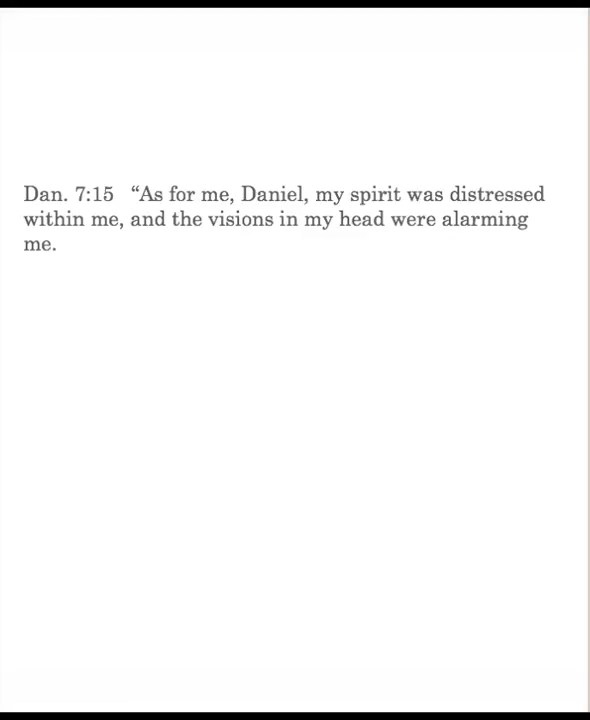 Dan. 7:15 “As for me, Daniel, my spirit was distressed
within me, and the visions in my head were alarming
me.